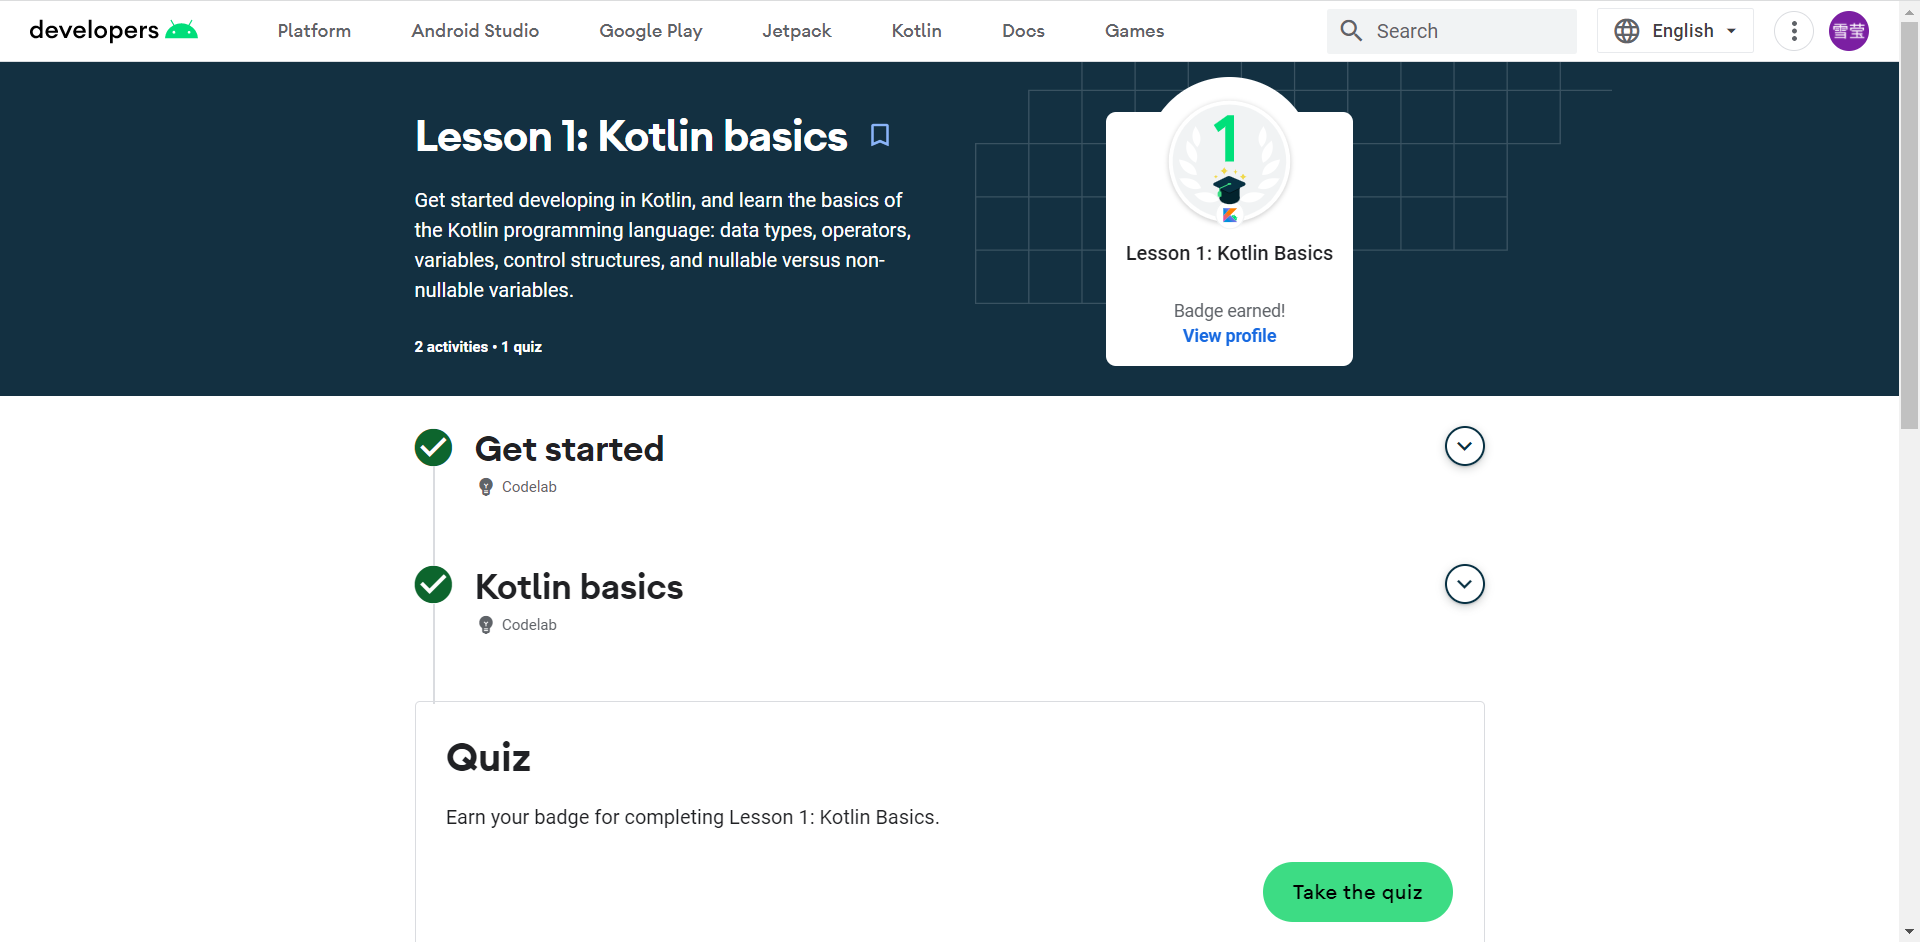 developers
Platform
Android Studio
Google Play
Jetpack
Kotlin
Docs
Games
Search
English
雪莹
Lesson 1: Kotlin basics
Get started developing in Kotlin, and learn the basics of
the Kotlin programming language: data types, operators,
variables, control structures, and nullable versus non-
nullable variables.
2 activities • 1 quiz
1
Lesson 1: Kotlin Basics
Badge earned!
View profile
Get started
Codelab
Kotlin basics
Codelab
Quiz
Earn your badge for completing Lesson 1: Kotlin Basics.
Take the quiz